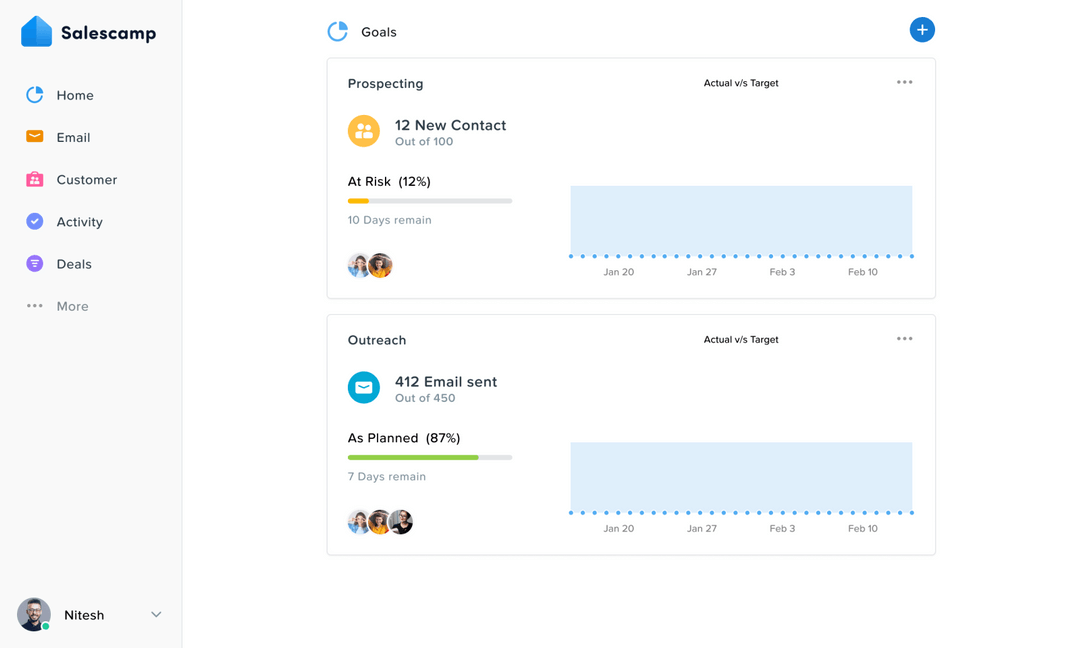 Salescamp
Home
Email
Customer
Activity
Deals
More
Nitesh
Goals
Prospecting
Actual v/s Target
12 New Contact
Out of 100
At Risk (12%)
10 Days remain
Jan 20 Jan 27 Feb 3 Feb 10
Outreach
Actual v/s Target
412 Email sent
Out of 450
As Planned (87%)
7 Days remain
Jan 20 Jan 27 Feb 3 Feb 10